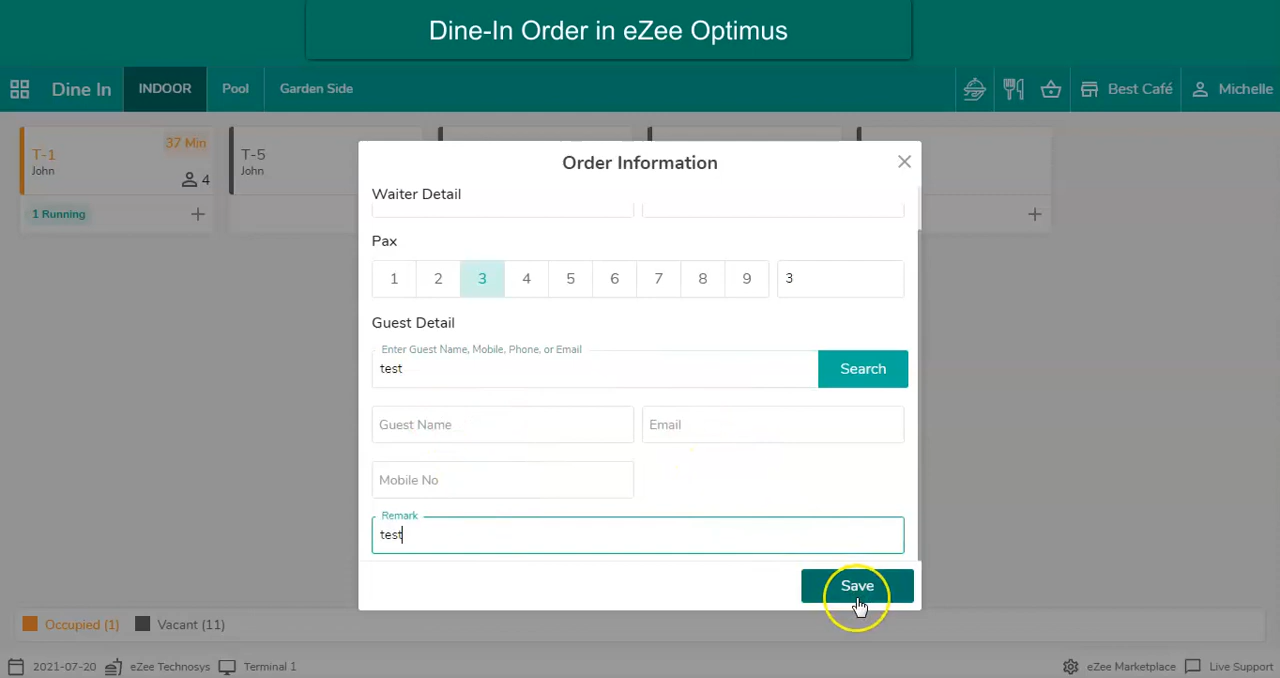 Dine-In Order in eZee Optimus
Dine In INDOOR Pool Garden Side Best Café Michelle
37 Min
T-1
John
4
1 Running
T-5
John
Order Information
Waiter Detail
Pax
1 2 3 4 5 6 7 8 9 3
Guest Detail
Enter Guest Name, Mobile, Phone, or Email
test
Search
Guest Name Email
Mobile No
Remark
test
Save
Occupied (1) Vacant (11)
2021-07-20 eZee Technosys Terminal 1 eZee Marketplace Live Support